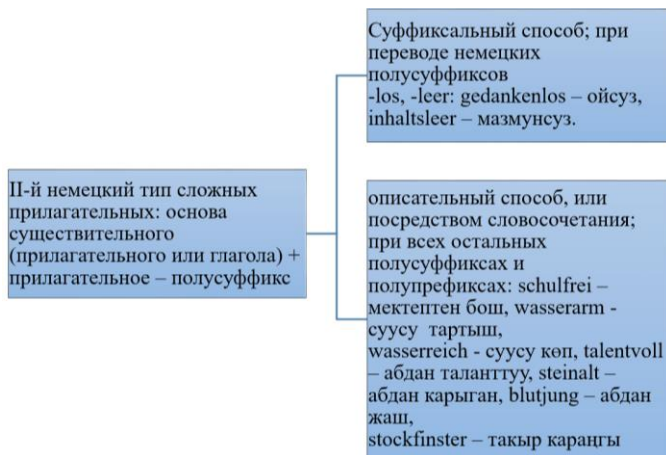 II-й немецкий тип сложных
прилагательных: основа
существительного
(прилагательного или глагола) +
прилагательное – полусуффикс
Суффиксальный способ; при
переводе немецких
полусуффиксов
-los, -leer: gedankenlos – ойсуз,
inhaltsleer – мазмунсуз.
описательный способ, или
посредством словосочетания;
при всех остальных
полусуффиксах и
полупрефиксах: schulfrei –
мектептен бош, wasserarm -
суусу тартыш,
wasserreich - суусу көп, talentvoll
– абдан таланттуу, steinalt –
абдан карыган, blutjung – абдан
жаш,
stockfinster – такыр караңгы